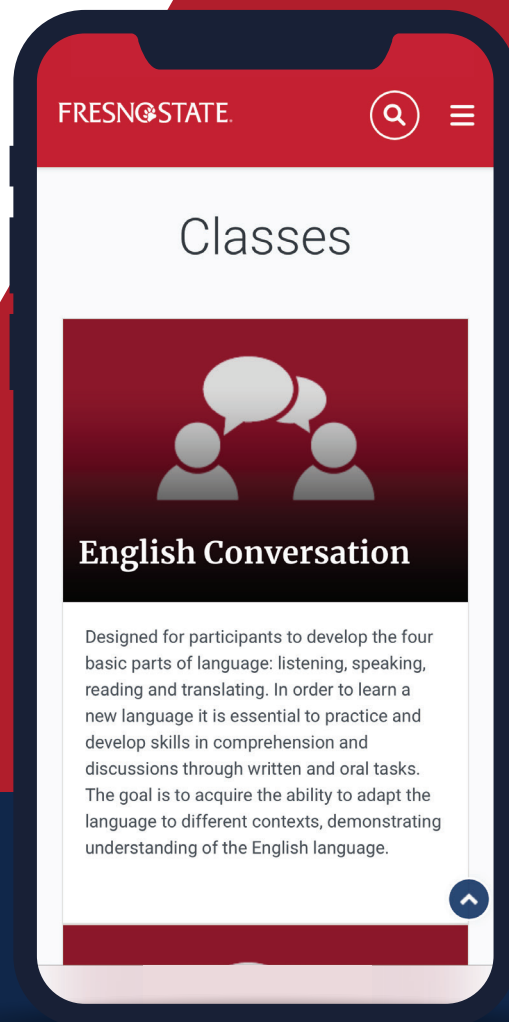 FRESNO STATE.
Classes
English Conversation
Designed for participants to develop the four
basic parts of language: listening, speaking,
reading and translating. In order to learn a
new language it is essential to practice and
develop skills in comprehension and
discussions through written and oral tasks.
The goal is to acquire the ability to adapt the
language to different contexts, demonstrating
understanding of the English language.